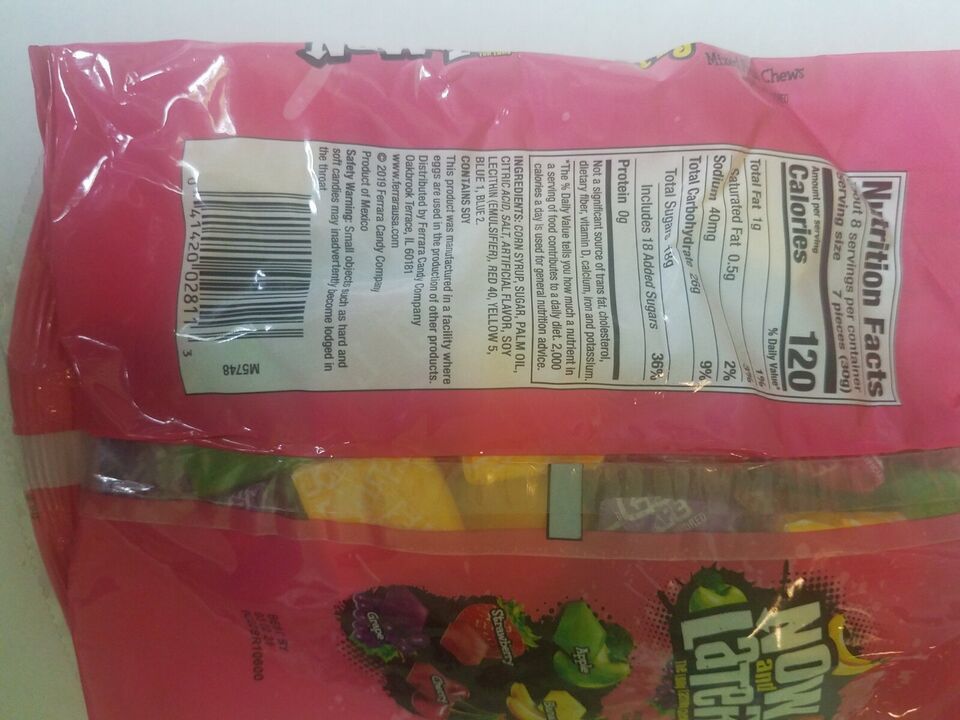 Chews
Nutrition Facts
8 servings per container
serving size 7 pieces (30g)
Amount per serving
Calories 120
% Daily Value*
Total Fat 1g 1%
Saturated Fat 0.5g 3%
Sodium 40mg 2%
Total Carbohydrate 26g 9%
Total Sugars 18g
Includes 18 Added Sugars 36%
Protein 0g
Not a significant source of trans fat, cholesterol,
dietary fiber, vitamin D, calcium, iron and potassium.
*The % Daily Value tells you how much a nutrient in
a serving of food contributes to a daily diet. 2,000
calories a day is used for general nutrition advice.
INGREDIENTS: CORN SYRUP, SUGAR, PALM OIL,
CITRIC ACID, SALT, ARTIFICIAL FLAVOR, SOY
LECITHIN (EMULSIFIER), RED 40, YELLOW 5,
BLUE 1, BLUE 2.
CONTAINS SOY
This product was manufactured in a facility where
eggs are used in the production of other products.
Distributed by Ferrara Candy Company
Oakbrook Terrace, IL 60181
www.ferrarausa.com
© 2019 Ferrara Candy Company
Product of Mexico
Safety Warning: Small objects such as hard and
soft candies may inadvertently become lodged in
the throat.
M5748
0 41420 02811 3
NOW
and
LaTeR
Apple
Strawberry
Grape
Cherry
BEST BY